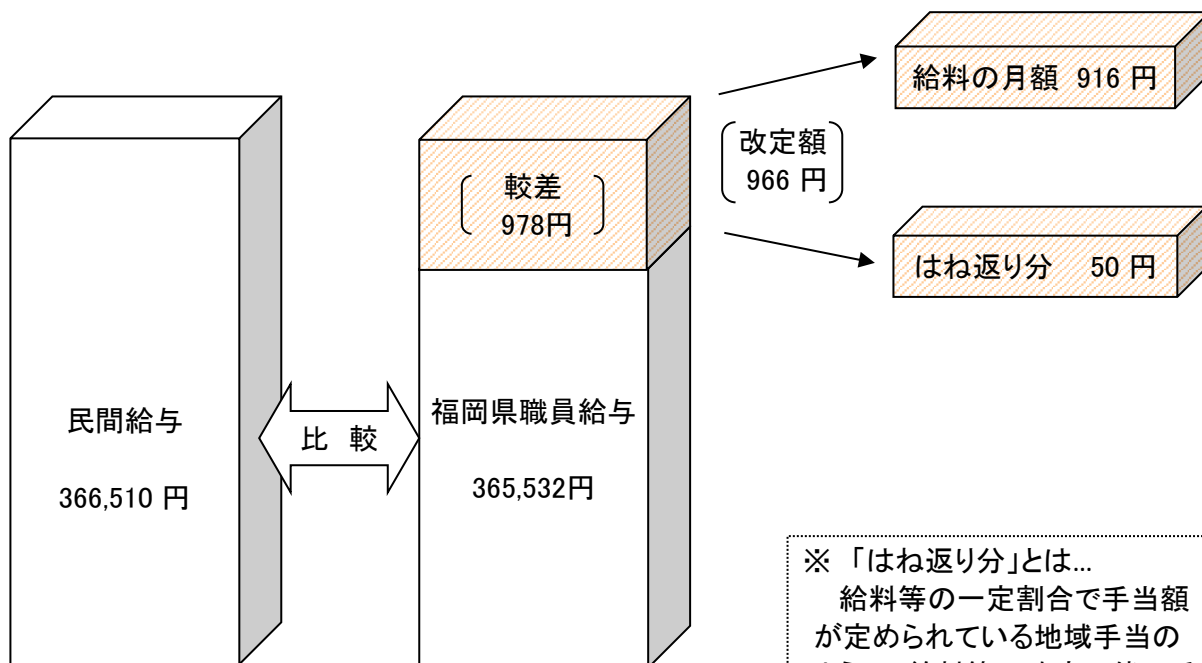 給料の月額 916 円
改定額
966 円
較差
978円
はね返り分 50 円
民間給与
366,510 円
比 較
福岡県職員給与
365,532円
※ 「はね返り分」とは...
給料等の一定割合で手当額
が定められている地域手当の